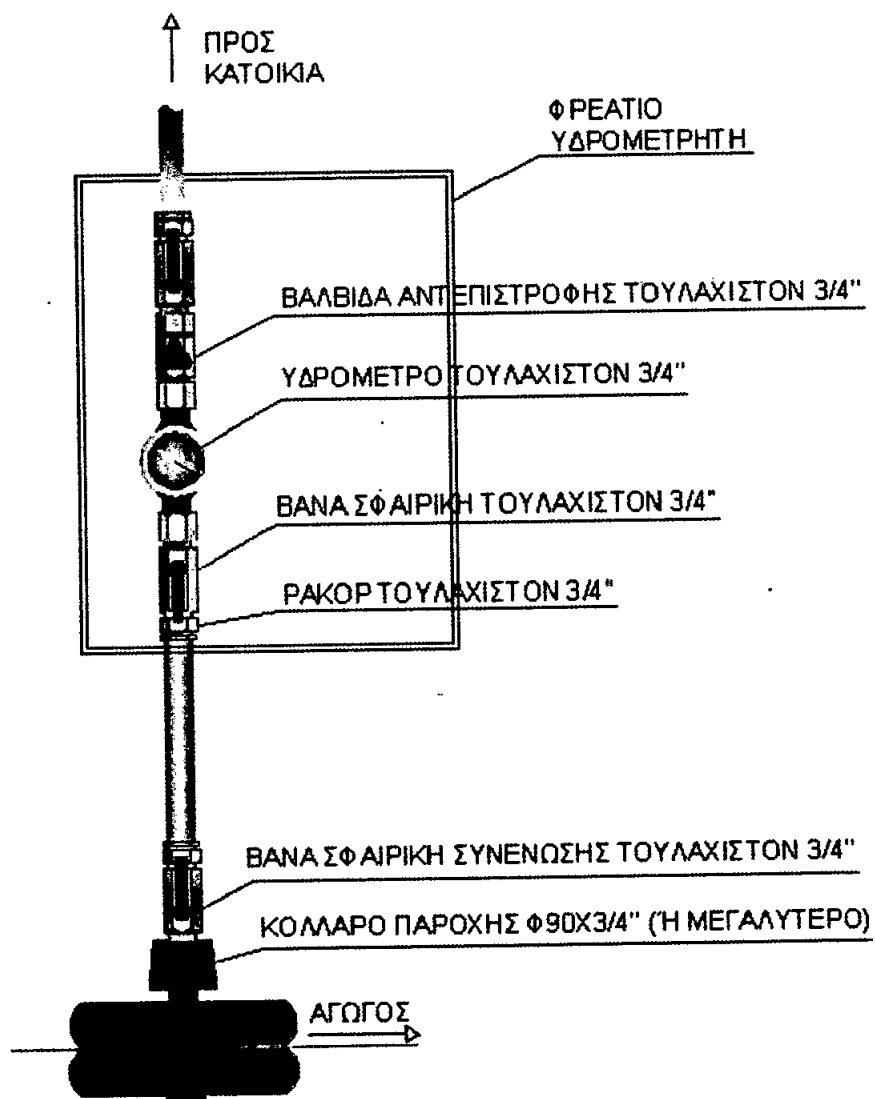 ΠΡΟΣ
ΚΑΤΟΙΚΙΑ
ΦΡΕΑΤΙΟ
ΥΔΡΟΜΕΤΡΗΤΗ
ΒΑΛΒΙΔΑ ΑΝΤΕΠΙΣΤΡΟΦΗΣ ΤΟΥΛΑΧΙΣΤΟΝ 3/4"
ΥΔΡΟΜΕΤΡΟ ΤΟΥΛΑΧΙΣΤΟΝ 3/4"
ΒΑΝΑ ΣΦΑΙΡΙΚΗ ΤΟΥΛΑΧΙΣΤΟΝ 3/4"
ΡΑΚΟΡ ΤΟΥΛΑΧΙΣΤΟΝ 3/4"
ΒΑΝΑ ΣΦΑΙΡΙΚΗ ΣΥΝΕΝΩΣΗΣ ΤΟΥΛΑΧΙΣΤΟΝ 3/4"
ΚΟΛΛΑΡΟ ΠΑΡΟΧΗΣ Φ90Χ3/4" (Ή ΜΕΓΑΛΥΤΕΡΟ)
ΑΓΩΓΟΣ